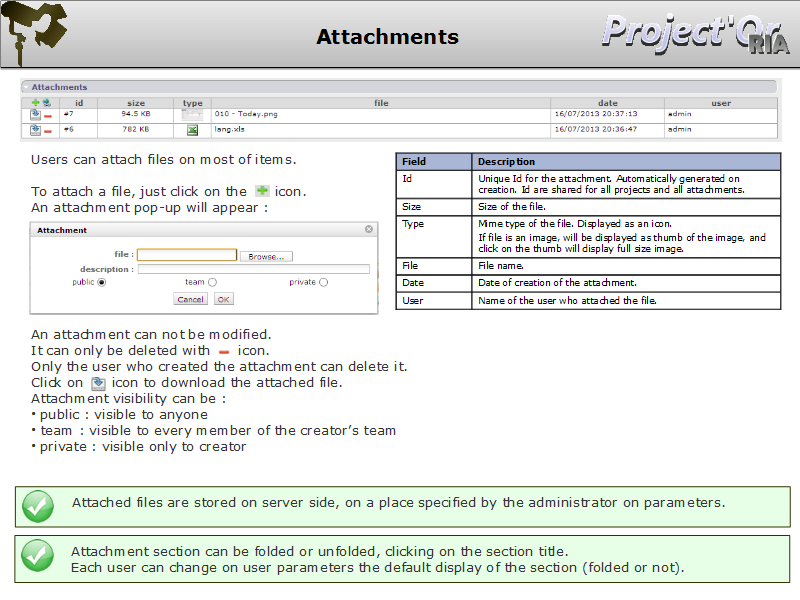 Attachments
Project'Or
RIA
Attachments
id size type file date user
#7 94.5 KB 010 - Today.png 16/07/2013 20:37:13 admin
#6 782 KB lang.xls 16/07/2013 20:36:47 admin
Users can attach files on most of items.
To attach a file, just click on the icon.
An attachment pop-up will appear :
Attachment
file : Browse...
description :
public team private
Cancel OK
An attachment can not be modified.
It can only be deleted with icon.
Only the user who created the attachment can delete it.
Click on icon to download the attached file.
Attachment visibility can be :
• public : visible to anyone
• team : visible to every member of the creator’s team
• private : visible only to creator
Field Description
Id Unique Id for the attachment. Automatically generated on
creation. Id are shared for all projects and all attachments.
Size Size of the file.
Type Mime type of the file. Displayed as an icon.
If file is an image, will be displayed as thumb of the image, and
click on the thumb will display full size image.
File File name.
Date Date of creation of the attachment.
User Name of the user who attached the file.
Attached files are stored on server side, on a place specified by the administrator on parameters.
Attachment section can be folded or unfolded, clicking on the section title.
Each user can change on user parameters the default display of the section (folded or not).